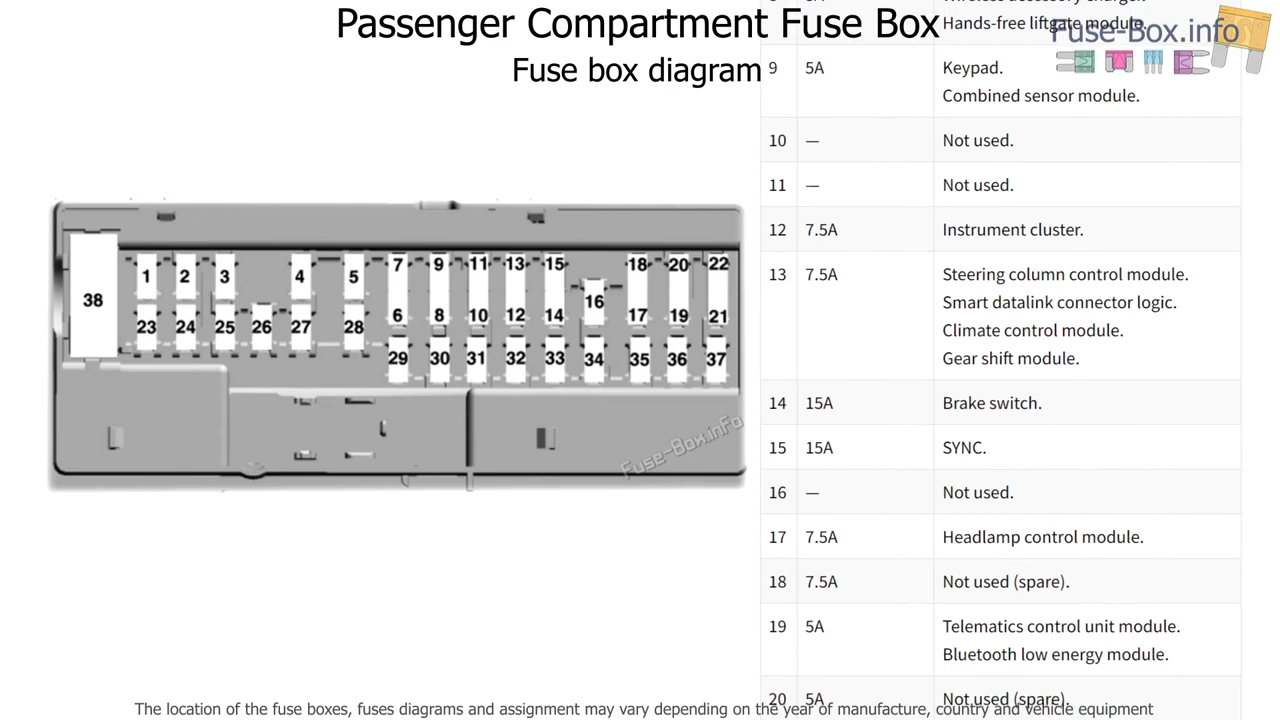 Passenger Compartment Fuse Box
Fuse box diagram
Fuse-Box.info
Hands-free liftgate module.
9 5A Keypad.
Combined sensor module.
10 — Not used.
11 — Not used.
12 7.5A Instrument cluster.
13 7.5A Steering column control module.
Smart datalink connector logic.
Climate control module.
Gear shift module.
14 15A Brake switch.
15 15A SYNC.
16 — Not used.
17 7.5A Headlamp control module.
18 7.5A Not used (spare).
19 5A Telematics control unit module.
Bluetooth low energy module.
20 5A Not used (spare).
38
1 2 3 4 5 7 9 11 13 15 18 20 22
16
6 8 10 12 14 17 19 21
23 24 25 26 27 28
29 30 31 32 33 34 35 36 37
Fuse-Box.inFo
The location of the fuse boxes, fuses diagrams and assignment may vary depending on the year of manufacture, country and vehicle equipment